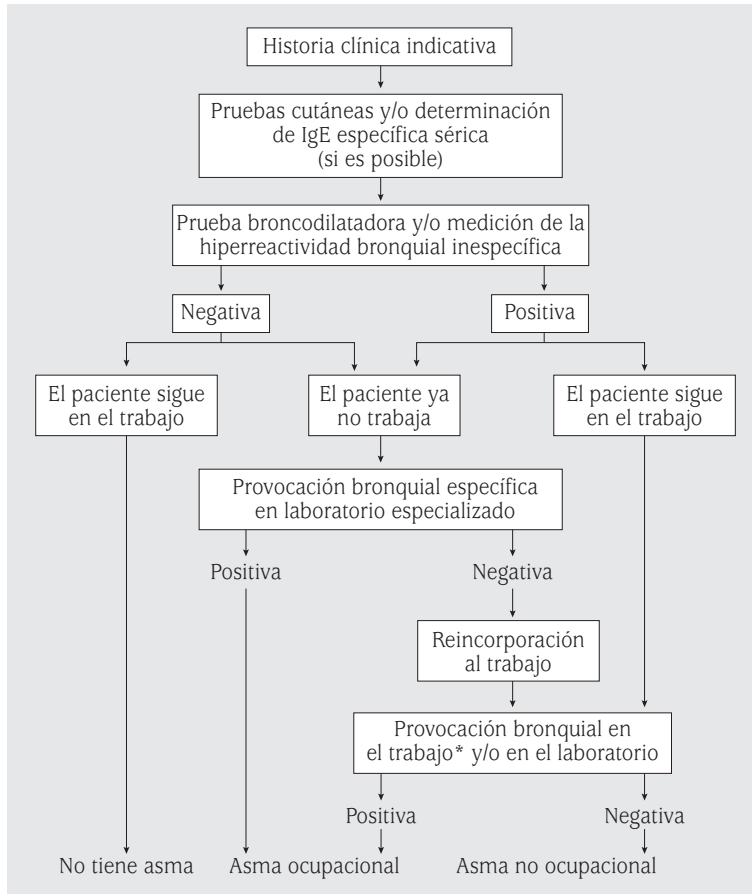 Historia clínica indicativa
Pruebas cutáneas y/o determinación
de IgE específica sérica
(si es posible)
Prueba broncodilatadora y/o medición de la
hiperreactividad bronquial inespecífica
Negativa
Positiva
El paciente sigue
en el trabajo
El paciente ya
no trabaja
El paciente sigue
en el trabajo
Provocación bronquial específica
en laboratorio especializado
Positiva
Negativa
Reincorporación
al trabajo
Provocación bronquial en
el trabajo* y/o en el laboratorio
Positiva
Negativa
No tiene asma
Asma ocupacional
Asma no ocupacional